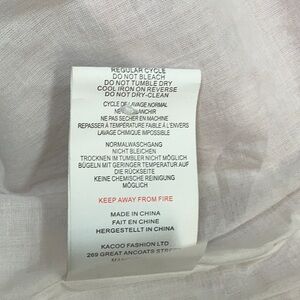 REGULAR CYCLE
DO NOT BLEACH
DO NOT TUMBLE DRY
COOL IRON ON REVERSE
DO NOT DRY-CLEAN
CYCLE DE LAVAGE NORMAL
NE BLANCHIR
NE PAS SECHER EN MACHINE
REPASSER À TEMPÉRATURE FAIBLE À L'ENVERS
LAVAGE CHIMIQUE IMPOSSIBLE
NORMALWASCHGANG
NICHT BLEICHEN
TROCKNEN IM TUMBLER NICHT MÖGLICH
BÜGELN MIT GERINGER TEMPERATUR AUF
DIE RÜCKSEITE
KEINE CHEMISCHE REINIGUNG
MÖGLICH
KEEP AWAY FROM FIRE
MADE IN CHINA
FAIT EN CHINE
HERGESTELLT IN CHINA
KACOO FASHION LTD
269 GREAT ANCOATS